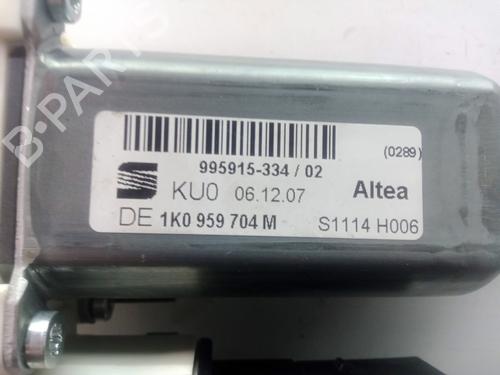 B-PARTS
995915-334 / 02
(0289)
KU0 06.12.07 Altea
DE 1K0 959 704 M S1114 H006